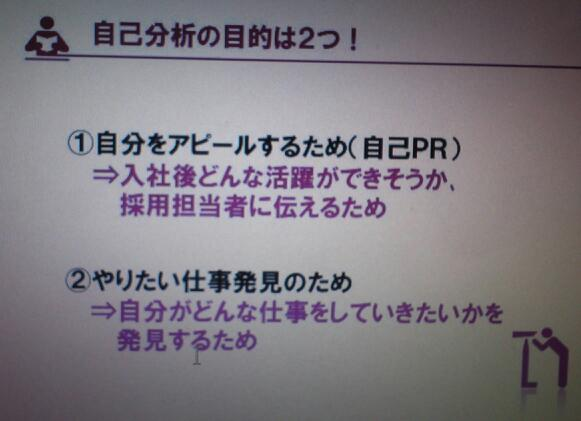 自己分析の目的は2つ！
①自分をアピールするため(自己PR)
⇒入社後どんな活躍ができそうか、
採用担当者に伝えるため
②やりたい仕事発見のため
⇒自分がどんな仕事をしていきたいかを
発見するため